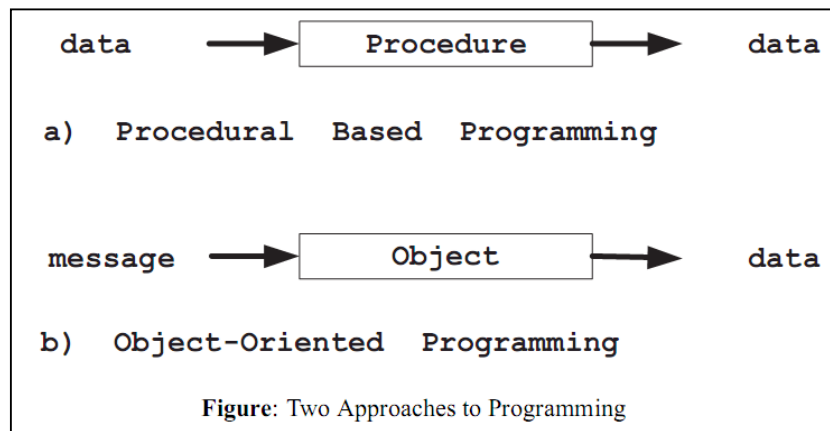 data Procedure data
a) Procedural Based Programming
message Object data
b) Object-Oriented Programming
Figure: Two Approaches to Programming